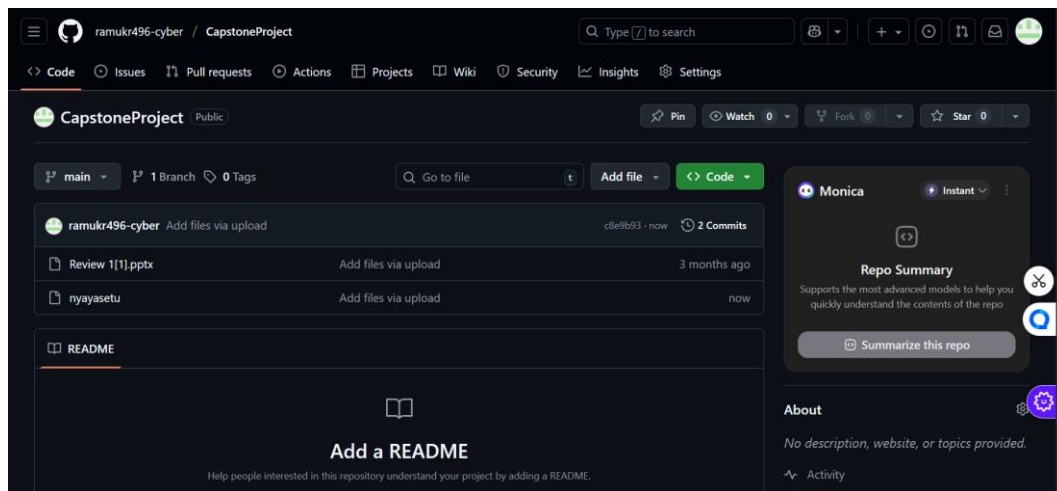 ramukr496-cyber / CapstoneProject
Type / to search
Code Issues Pull requests Actions Projects Wiki Security Insights Settings
CapstoneProject Public
Pin Watch 0 Fork 0 Star 0
main 1 Branch 0 Tags
Go to file t
Add file Code
ramukr496-cyber Add files via upload c8e9b93 · now 2 Commits
Review 1[1].pptx Add files via upload 3 months ago
nyayasetu Add files via upload now
README
Add a README
Help people interested in this repository understand your project by adding a README.
Monica Instant
Repo Summary
Supports the most advanced models to help you
quickly understand the contents of the repo
Summarize this repo
About
No description, website, or topics provided.
Activity